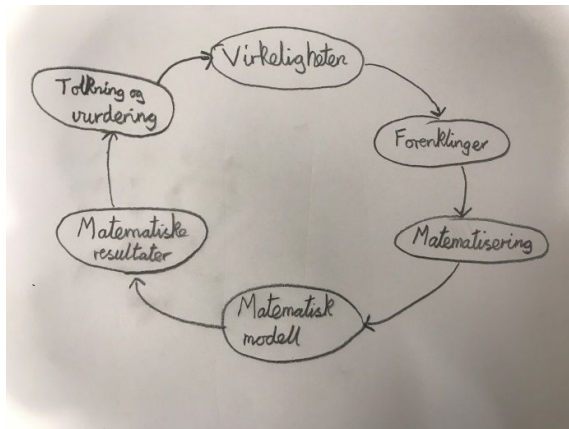 Virkeligheten
Forenklinger
Matematisering
Matematisk
modell
Matematiske
resultater
Tolkning og
vurdering